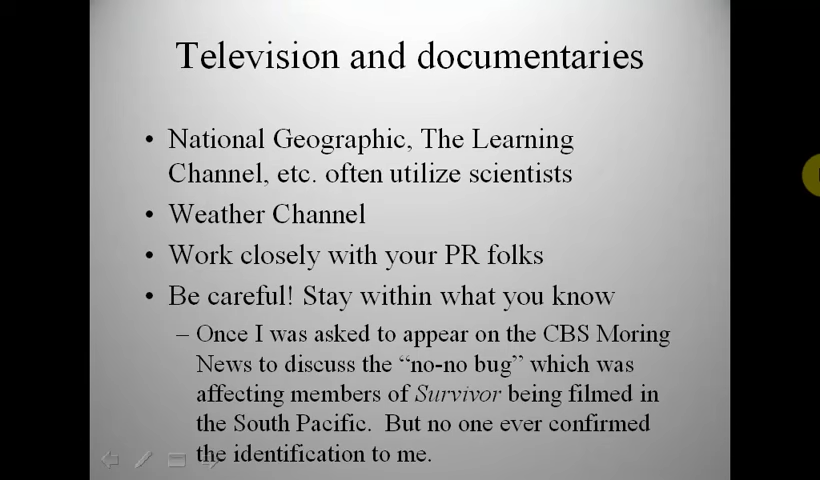 Television and documentaries
• National Geographic, The Learning
Channel, etc. often utilize scientists
• Weather Channel
• Work closely with your PR folks
• Be careful! Stay within what you know
– Once I was asked to appear on the CBS Moring
News to discuss the “no-no bug” which was
affecting members of Survivor being filmed in
the South Pacific.  But no one ever confirmed
the identification to me.